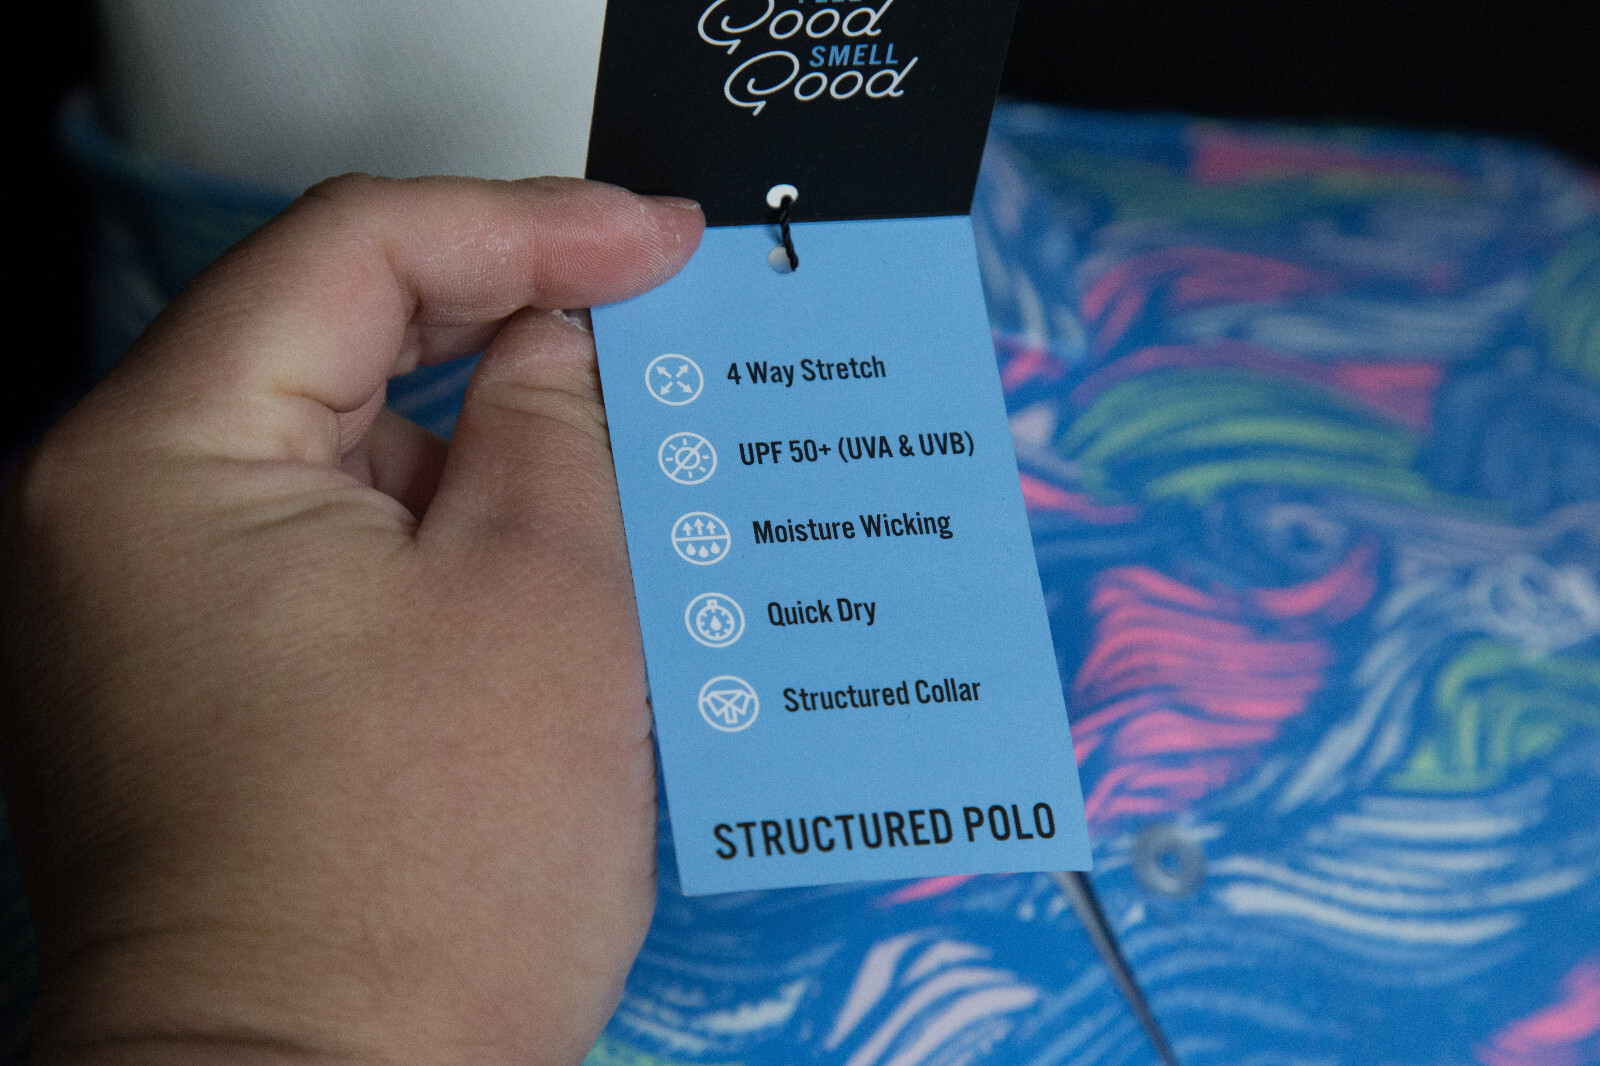 Good
SMELL
Good
4 Way Stretch
UPF 50+ (UVA & UVB)
Moisture Wicking
Quick Dry
Structured Collar
STRUCTURED POLO